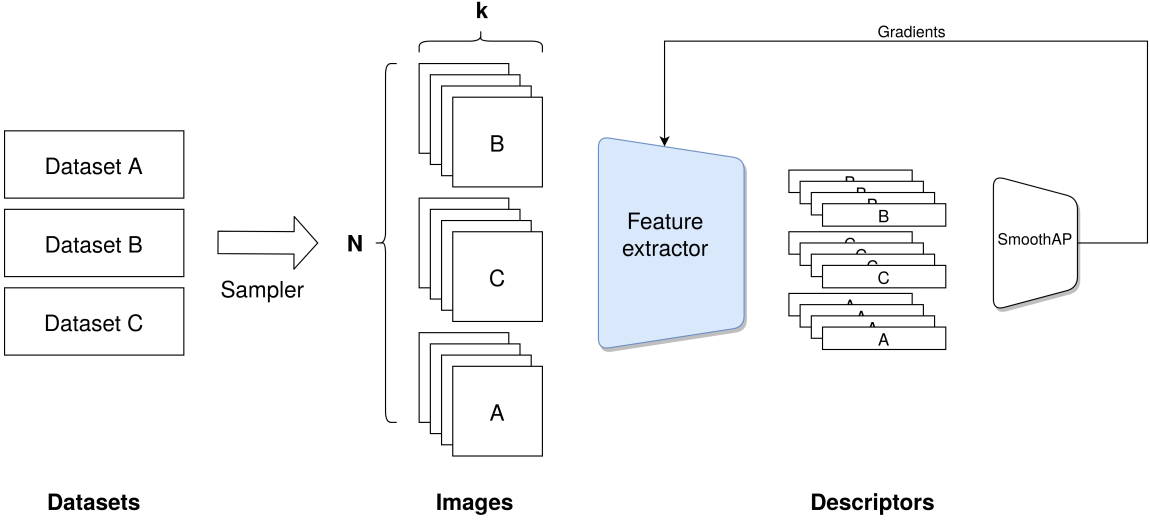 k
Gradients
Dataset A
Dataset B
Dataset C
Sampler
N
B
C
A
Feature
extractor
B
C
A
SmoothAP
Datasets
Images
Descriptors